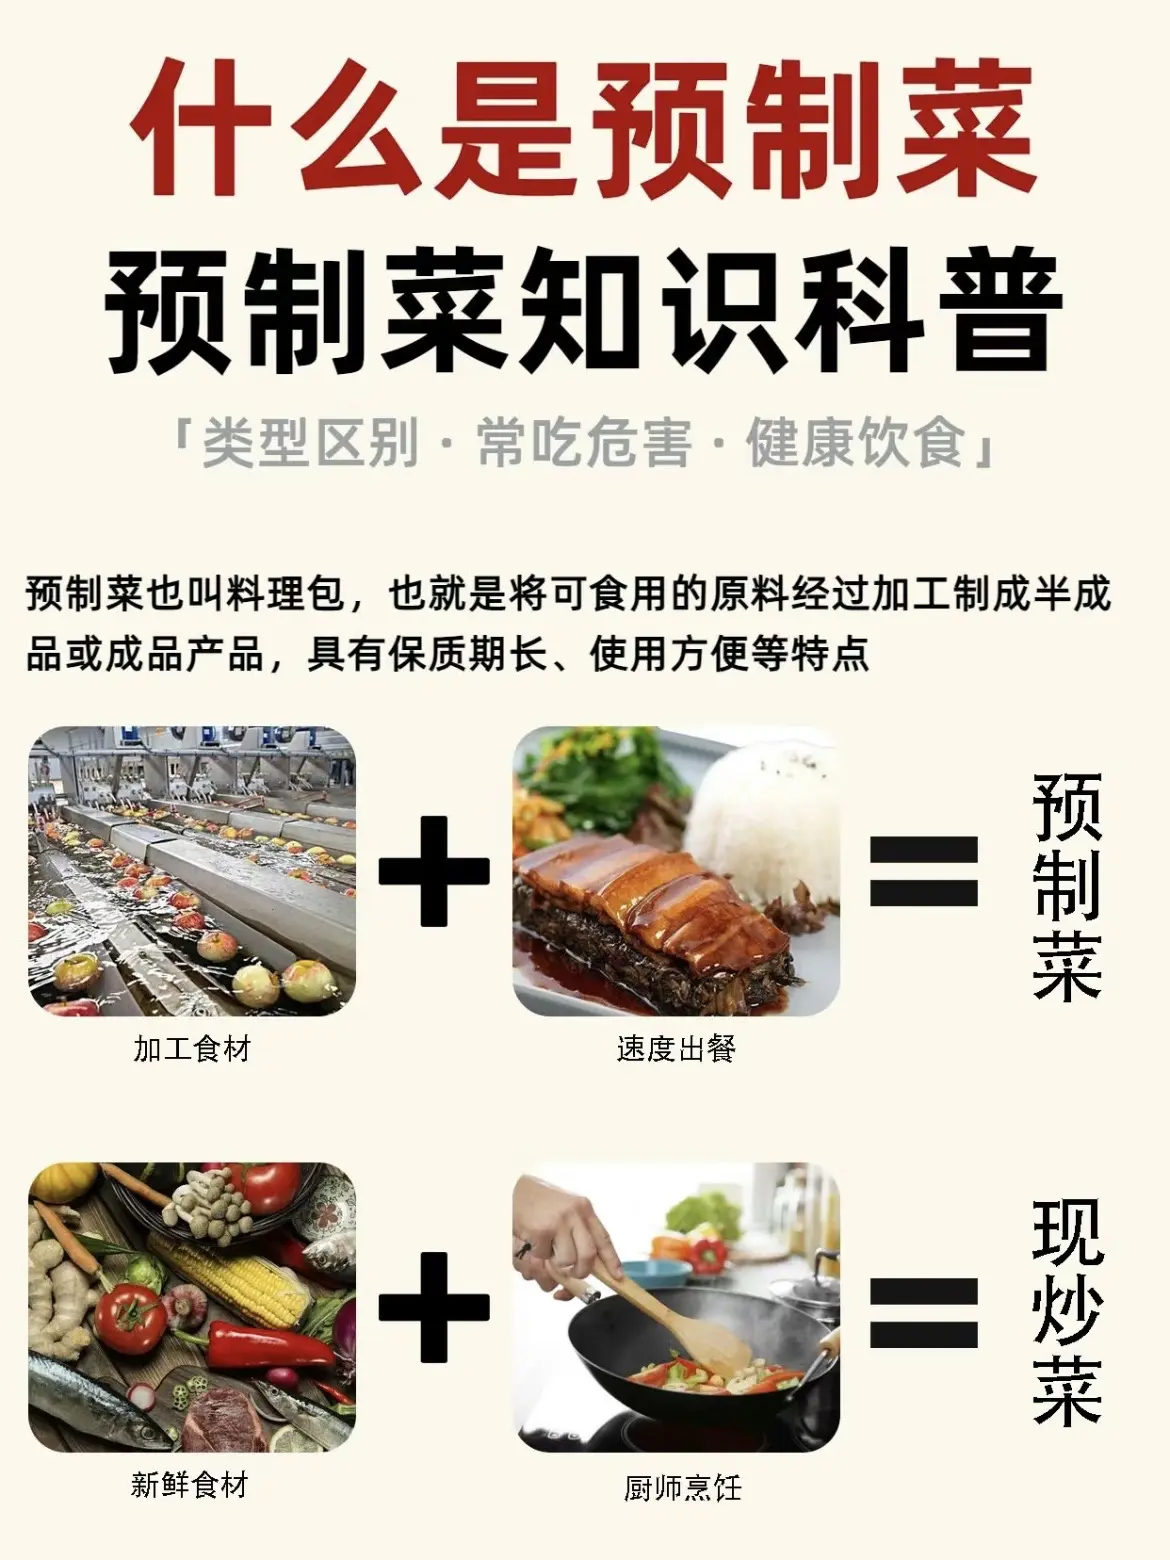 什么是预制菜
预制菜知识科普
「类型区别·常吃危害·健康饮食」
预制菜也叫料理包，也就是将可食用的原料经过加工制成半成
品或成品产品，具有保质期长、使用方便等特点
加工食材
速度出餐
预制菜
新鲜食材
厨师烹饪
现炒菜